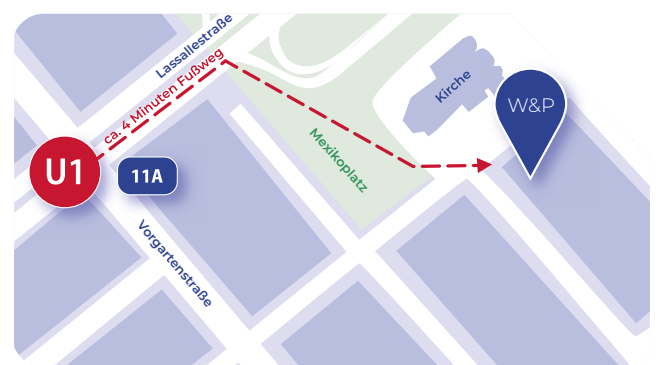 Lassallestraße
ca. 4 Minuten Fußweg
Kirche
W&P
Mexikoplatz
U1
11A
Vorgartenstraße